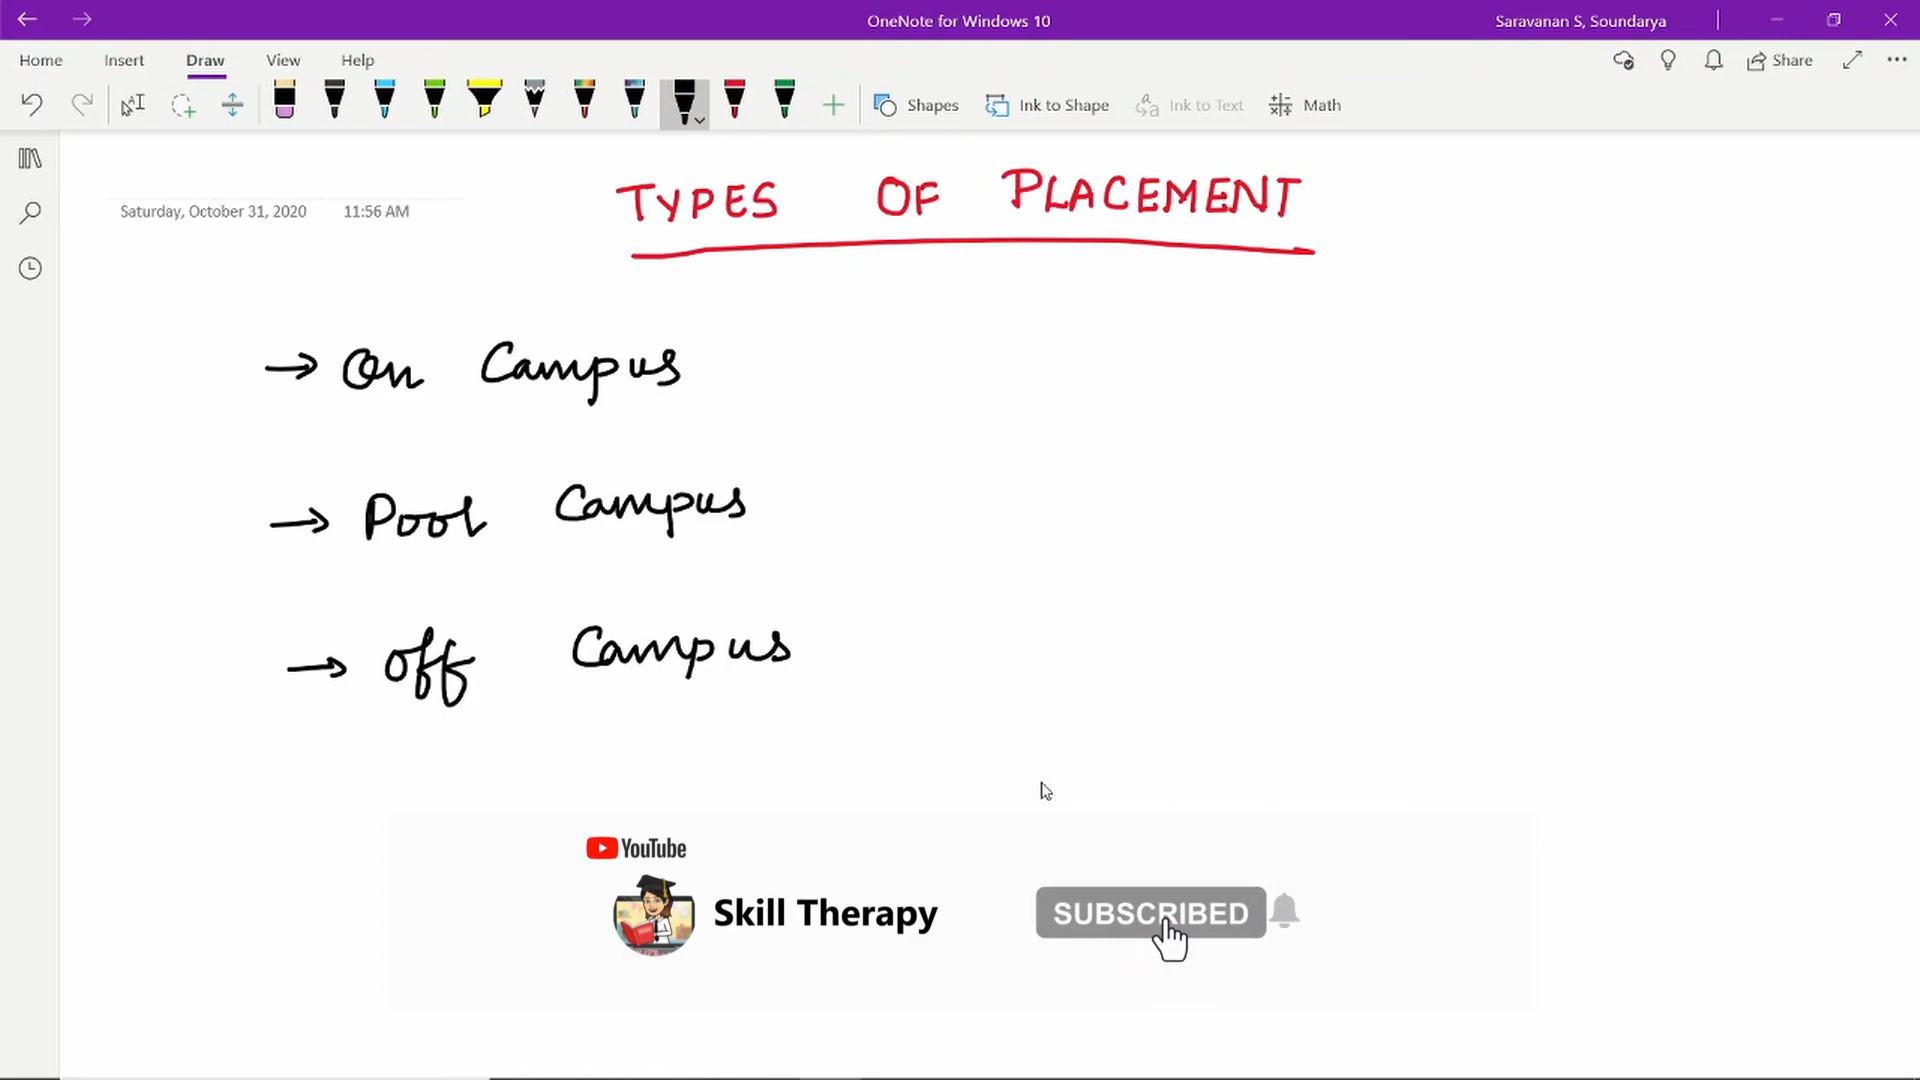 OneNote for Windows 10
Saravanan S, Soundarya
Home Insert Draw View Help
Share
Shapes Ink to Shape Ink to Text Math
TYPES OF PLACEMENT
Saturday, October 31, 2020 11:56 AM
→ On Campus
→ Pool Campus
→ Off Campus
YouTube
Skill Therapy
SUBSCRIBED